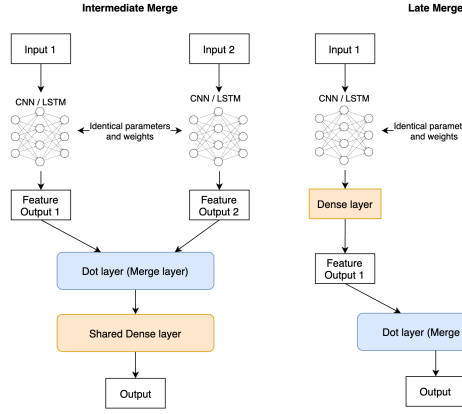 Intermediate Merge
Input 1
Input 2
CNN / LSTM
CNN / LSTM
Identical parameters
and weights
Feature
Output 1
Feature
Output 2
Dot layer (Merge layer)
Shared Dense layer
Output
Late Merge
Input 1
CNN / LSTM
Identical
and weights
Dense layer
Feature
Output 1
Dot layer (Merge
Output